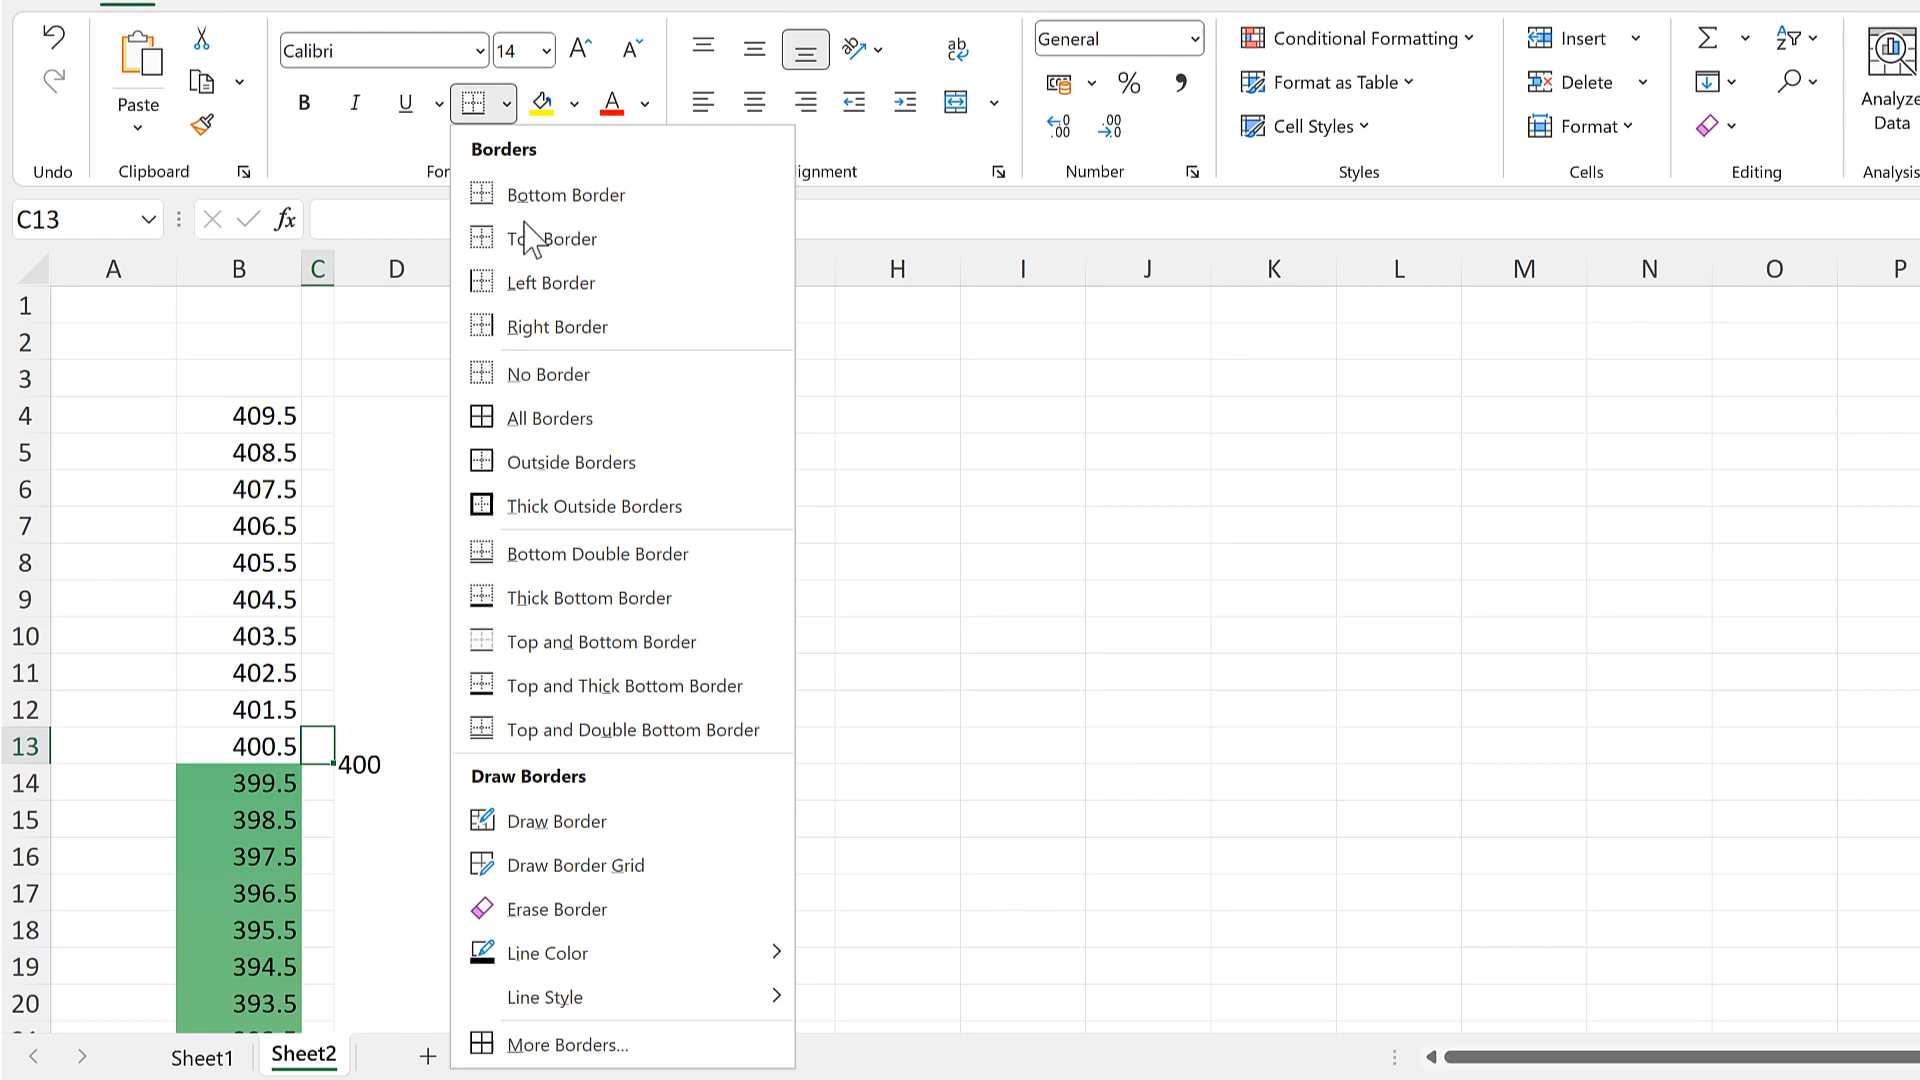 Calibri
14
General
Conditional Formatting
Insert
ab
Paste
B
I
U
A
%
Format as Table
Delete
Cell Styles
Format
Analyze
Data
Undo
Clipboard
For
ignment
Number
Styles
Cells
Editing
Analysis
C13
fx
Borders
Bottom Border
Border
Left Border
Right Border
No Border
All Borders
Outside Borders
Thick Outside Borders
Bottom Double Border
Thick Bottom Border
Top and Bottom Border
Top and Thick Bottom Border
Top and Double Bottom Border
Draw Borders
Draw Border
Draw Border Grid
Erase Border
Line Color
Line Style
More Borders...
A B C D H I J K L M N O P
1
2
3
4 409.5
5 408.5
6 407.5
7 406.5
8 405.5
9 404.5
10 403.5
11 402.5
12 401.5
13 400.5
400
14 399.5
15 398.5
16 397.5
17 396.5
18 395.5
19 394.5
20 393.5
Sheet1 Sheet2